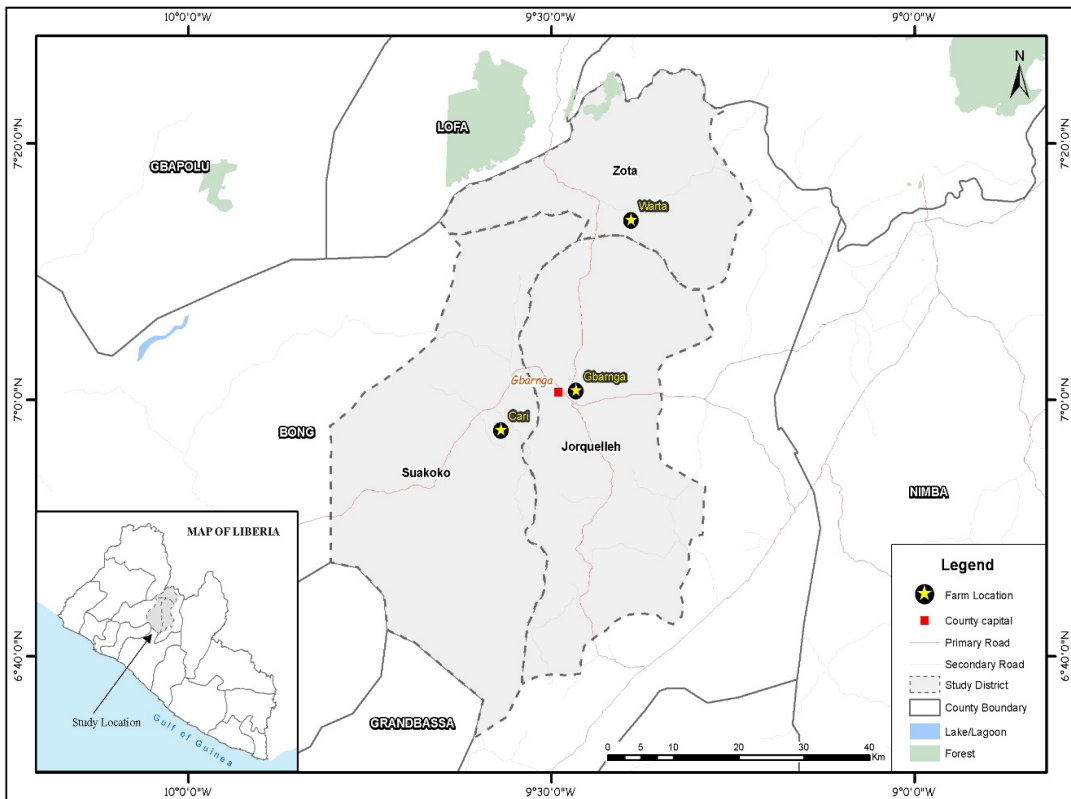 10°0'0"W
9°30'0"W
9°0'0"W
N
LOFA
7°20'0"N
7°20'0"N
GBAPOLU
Zota
Warta
Gbarnga
Gbarnga
7°0'0"N
7°0'0"N
Cari
BONG
Jorquelleh
Suakoko
NIMBA
MAP OF LIBERIA
Study Location
Gulf of Guinea
Legend
Farm Location
County capital
Primary Road
Secondary Road
Study District
County Boundary
Lake/Lagoon
Forest
6°40'0"N
6°40'0"N
GRANDBASSA
0 5 10 20 30 40
Km
10°0'0"W
9°30'0"W
9°0'0"W